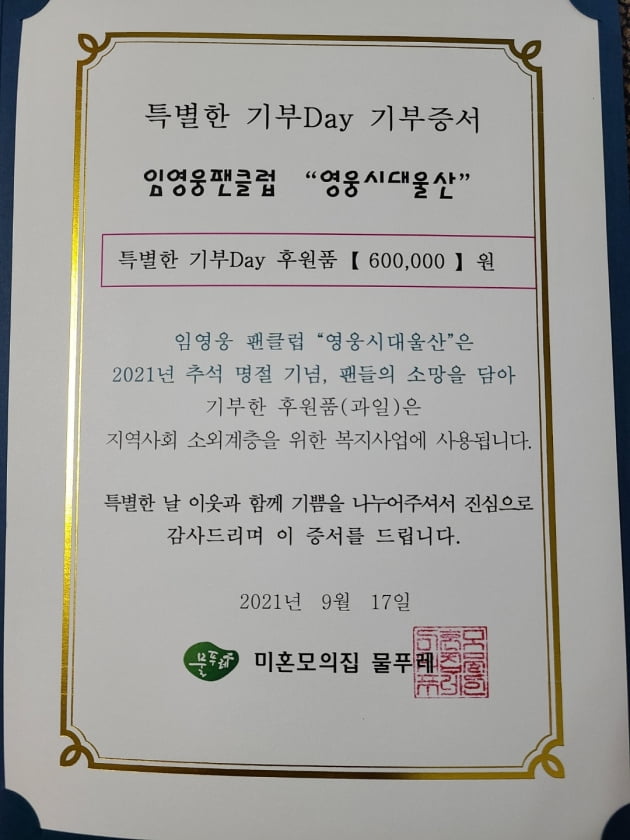 특별한 기부Day 기부증서
임영웅팬클럽 “영웅시대울산”
특별한 기부Day 후원품 【 600,000 】 원
임영웅 팬클럽 “영웅시대울산”은
2021년 추석 명절 기념, 팬들의 소망을 담아
기부한 후원품(과일)은
지역사회 소외계층을 위한 복지사업에 사용됩니다.
특별한 날 이웃과 함께 기쁨을 나누어주셔서 진심으로
감사드리며 이 증서를 드립니다.
2021년 9월 17일
물푸레 미혼모의집 물푸레